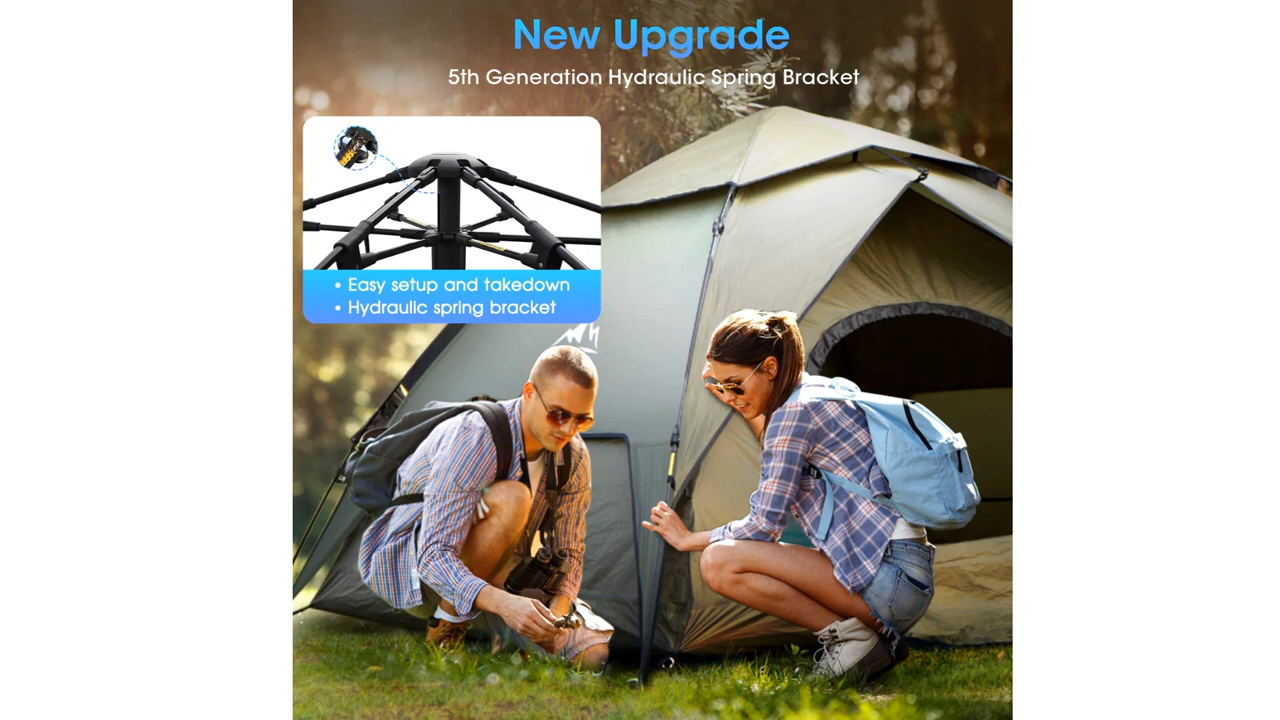 New Upgrade
5th Generation Hydraulic Spring Bracket
• Easy setup and takedown
• Hydraulic spring bracket